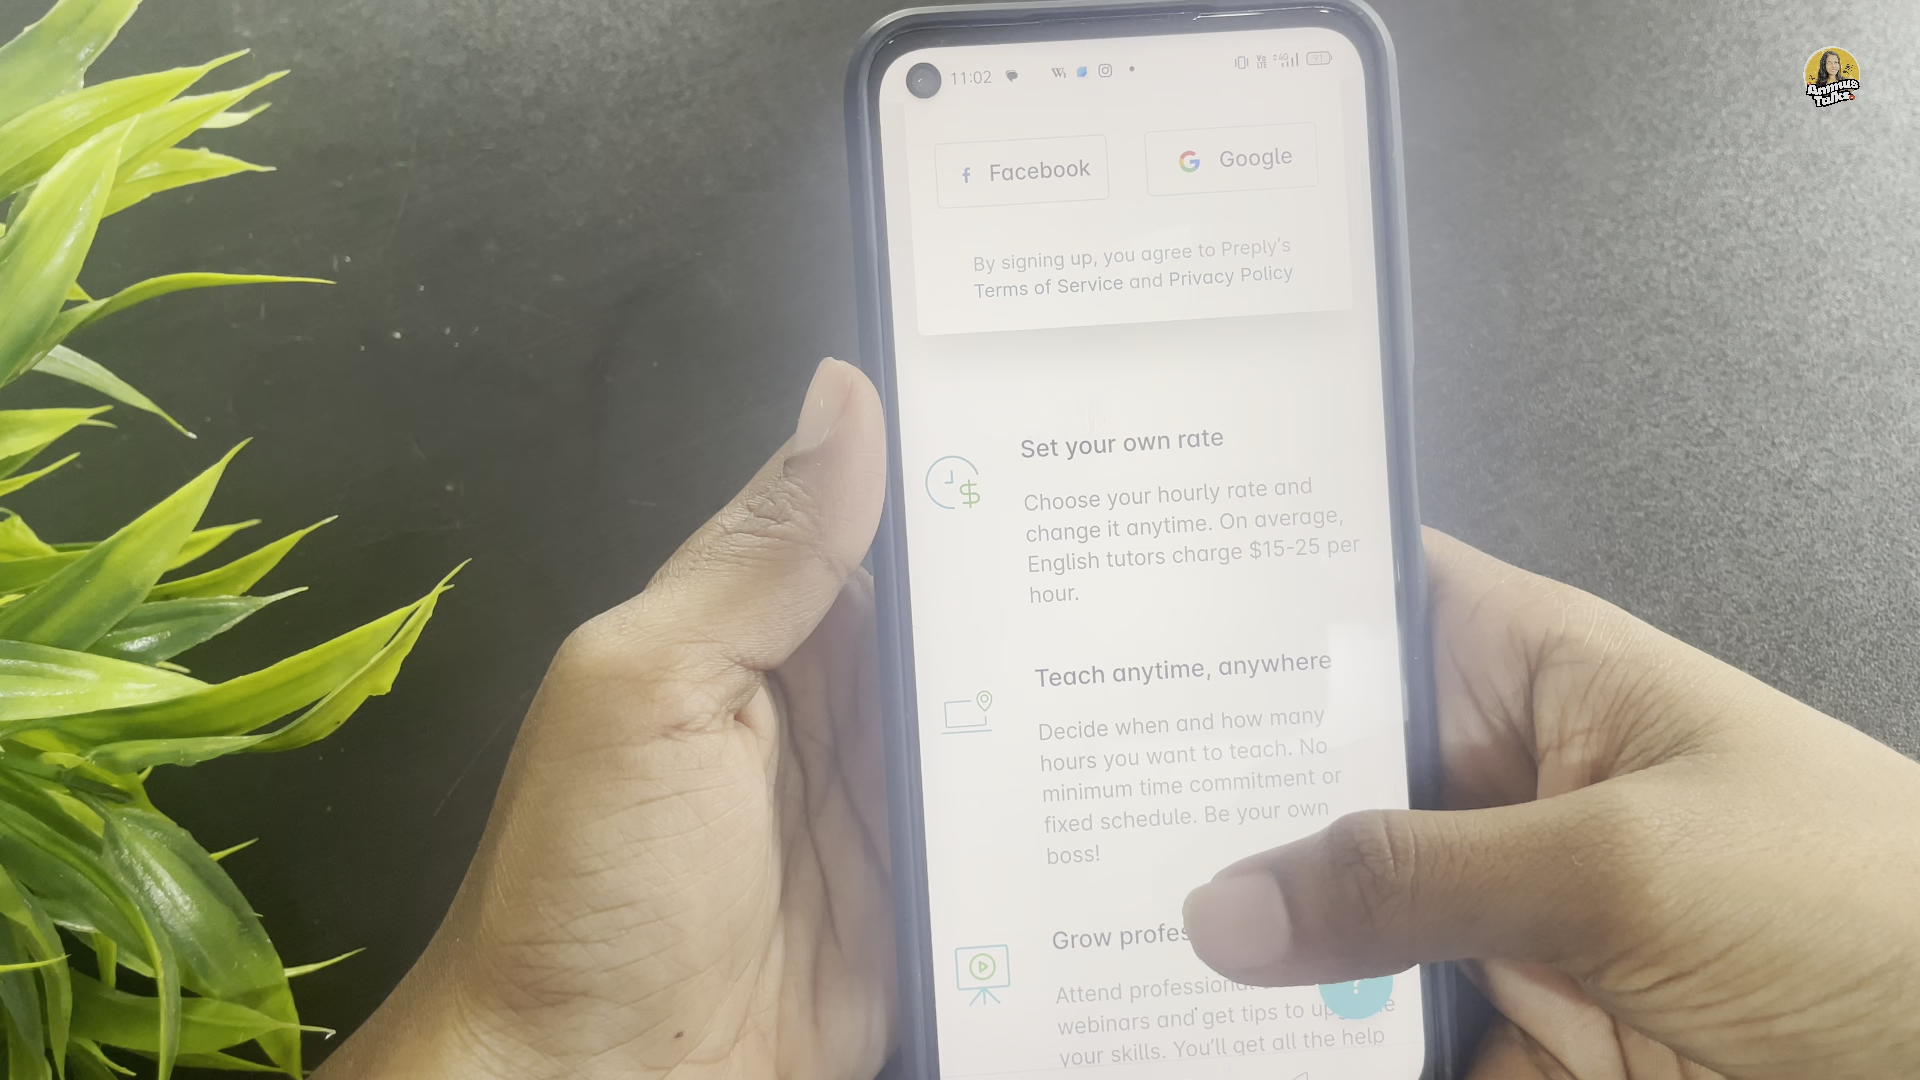 11:02
Facebook
Google
By signing up, you agree to Preply's
Terms of Service and Privacy Policy
Set your own rate
Choose your hourly rate and
change it anytime. On average,
English tutors charge $15-25 per
hour.
Teach anytime, anywhere
Decide when and how many
hours you want to teach. No
minimum time commitment or
fixed schedule. Be your own
boss!
Grow
Attend
webinars and get tips to
your skills. You'll get all the help
Animus
Talks